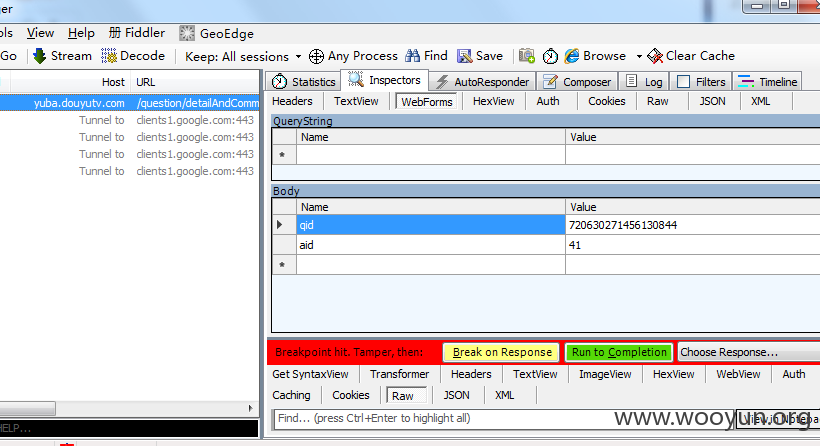 ger
ols View Help Fiddler GeoEdge
Go Stream Decode Keep: All sessions Any Process Find Save Browse Clear Cache
Host URL
yuba.douyutv.com /question/detailAndComm
Tunnel to clients1.google.com:443
Tunnel to clients1.google.com:443
Tunnel to clients1.google.com:443
Tunnel to clients1.google.com:443
HELP...
Statistics Inspectors AutoResponder Composer Log Filters Timeline
Headers TextView WebForms HexView Auth Cookies Raw JSON XML
QueryString
Name Value
*
Body
Name Value
qid 720630271456130844
aid 41
*
Breakpoint hit. Tamper, then: Break on Response Run to Completion Choose Response...
Get SyntaxView Transformer Headers TextView ImageView HexView WebView Auth
Caching Cookies Raw JSON XML
Find... (press Ctrl+Enter to highlight all) View in Notepa
www.wooyun.org